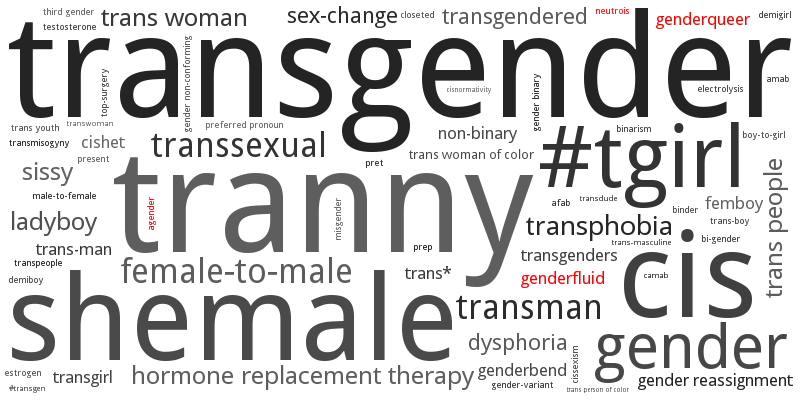 third gender
trans woman
sex-change
closeted
transgendered
neutrois
genderqueer
demigirl
testosterone
transgender
top-surgery
gender non-conforming
cisnormativity
gender binary
electrolysis
amab
trans youth
transwoman
preferred pronoun
non-binary
binarism
#tgirl
boy-to-girl
transmisogyny
cishet
transsexual
present
pret
trans woman of color
sissy
tranny
trans people
male-to-female
agender
misgender
afab
transdude
femboy
binder
trans-boy
ladyboy
transphobia
trans-man
prep
trans-masculine
bi-gender
transgenders
transpeople
female-to-male
trans*
genderfluid
camab
cis
demiboy
shemale
transman
dysphoria
gender
cissexism
estrogen
transgirl
hormone replacement therapy
genderbend
gender-variant
gender reassignment
#transgen
trans person of color